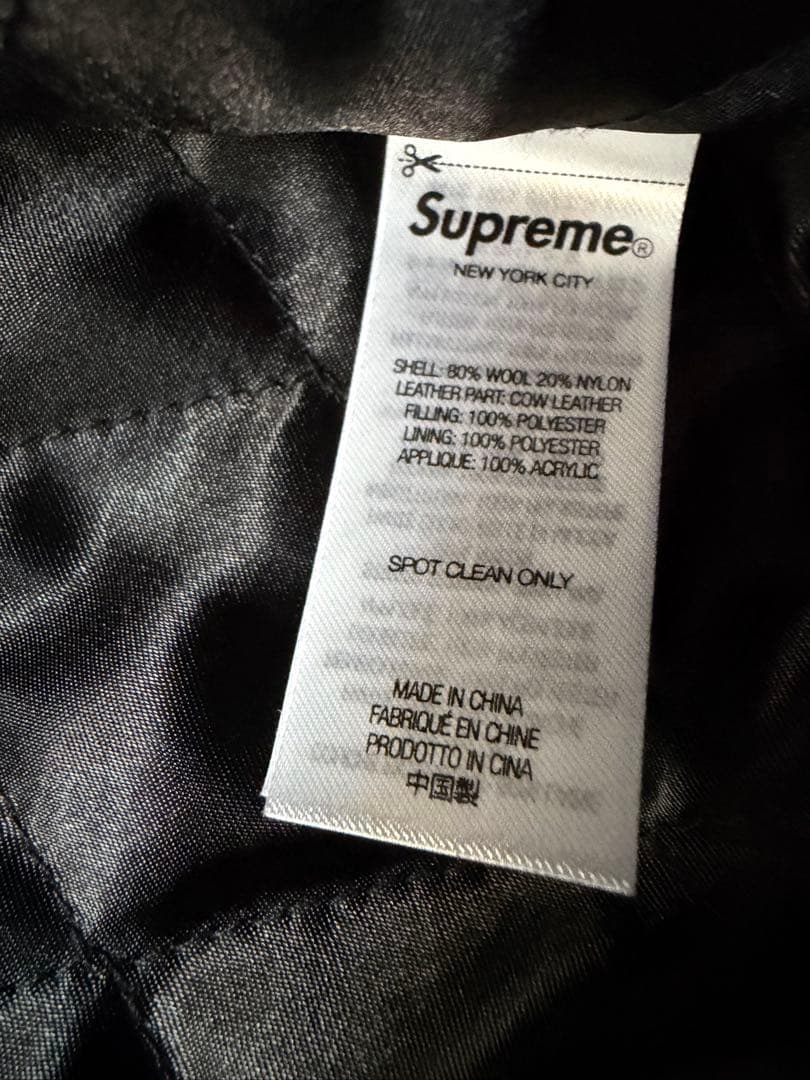 Supreme®
NEW YORK CITY
SHELL: 80% WOOL 20% NYLON
LEATHER PART: COW LEATHER
FILLING: 100% POLYESTER
LINING: 100% POLYESTER
APPLIQUE: 100% ACRYLIC
SPOT CLEAN ONLY
MADE IN CHINA
FABRIQUÉ EN CHINE
PRODOTTO IN CINA
中国製